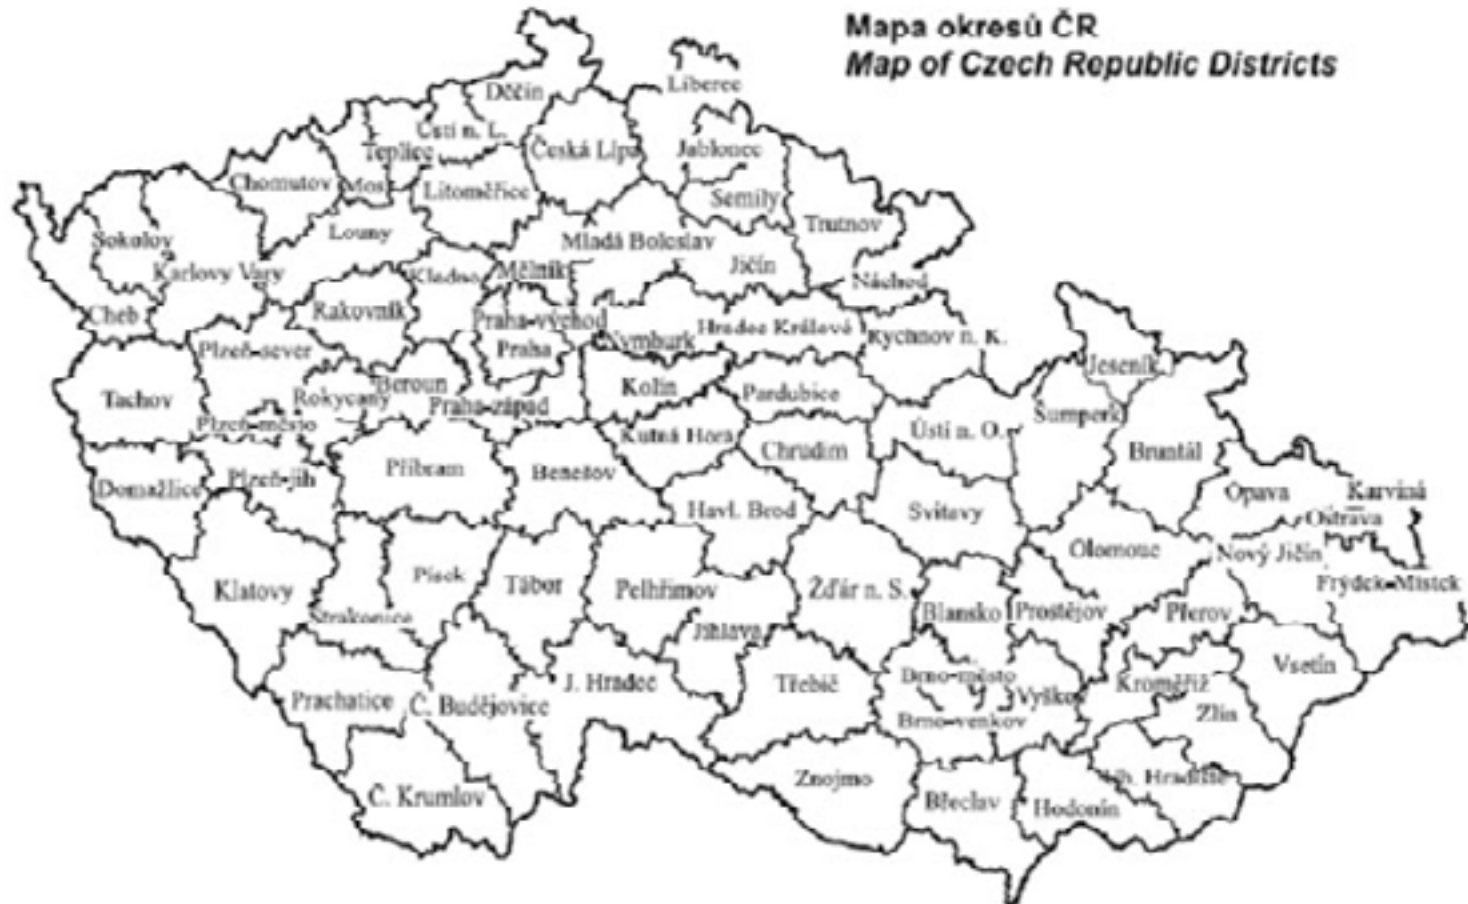 Mapa okresů ČR
Map of Czech Republic Districts
Liberec
Děčín
Ústí n. L.
Teplice
Česká Lípa
Jablonec
Chomutov
Mos
Litoměřice
Semily
Trutnov
Louny
Sokolov
Mladá Boleslav
Jičín
Karlovy Vary
Kladno
Mělník
Náchod
Cheb
Rakovník
Praha-východ
Nymburk
Hradec Králové
Rychnov n. K.
Plzeň-sever
Praha
Jeseník
Tachov
Rokycany
Beroun
Praha-západ
Kolín
Pardubice
Šumperk
Plzeň-město
Kutná Hora
Chrudim
Ústí n. O.
Bruntál
Domažlice
Plzeň-jih
Příbram
Benešov
Opava
Karviná
Havl. Brod
Svitavy
Ostrava
Olomouc
Nový Jičín
Klatovy
Písek
Tábor
Pelhřimov
Žďár n. S.
Frýdek-Místek
Strakonice
Blansko
Prostějov
Přerov
Jihlava
Vsetín
Prachatice
Č. Budějovice
J. Hradec
Třebíč
Brno-město
Vyško
Kroměříž
Zlín
Brno-venkov
Č. Krumlov
Znojmo
Břeclav
Hodonín
Uh. Hradiště